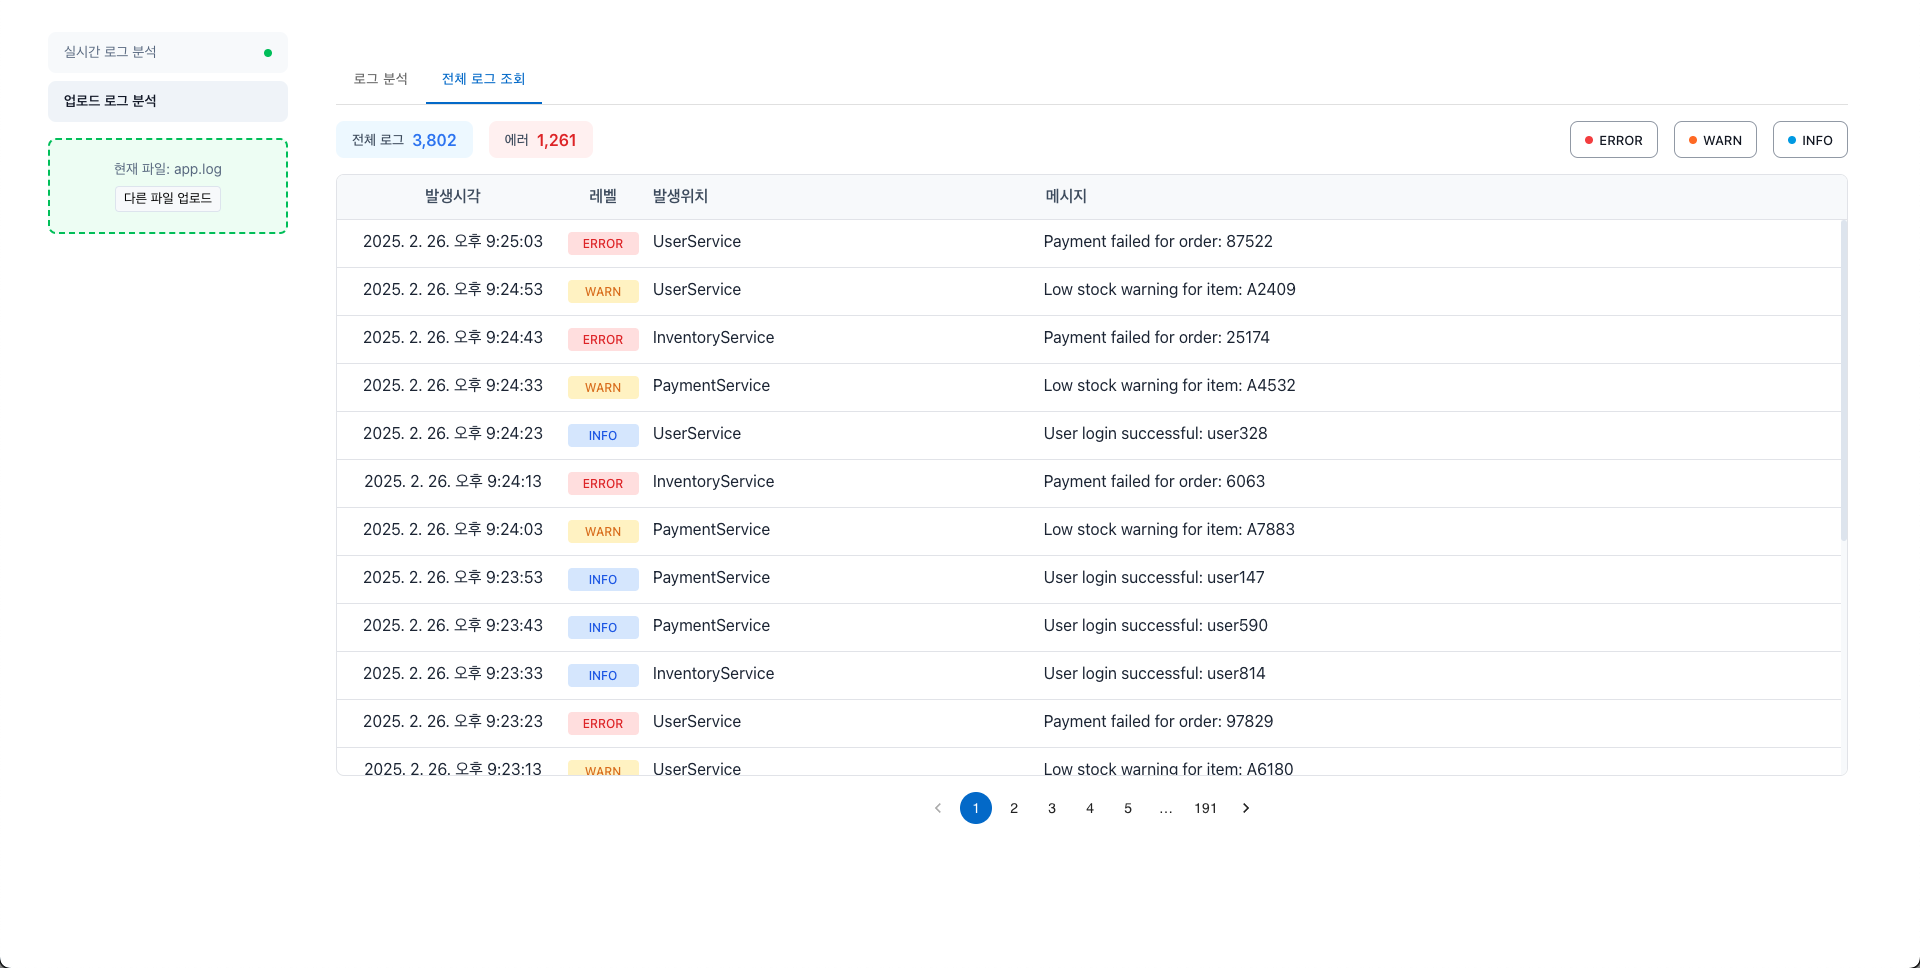 실시간 로그 분석
업로드 로그 분석
현재 파일: app.log
다른 파일 업로드
로그 분석 전체 로그 조회
전체 로그 3,802 에러 1,261 ERROR WARN INFO
발생시각 레벨 발생위치 메시지
2025. 2. 26. 오후 9:25:03 ERROR UserService Payment failed for order: 87522
2025. 2. 26. 오후 9:24:53 WARN UserService Low stock warning for item: A2409
2025. 2. 26. 오후 9:24:43 ERROR InventoryService Payment failed for order: 25174
2025. 2. 26. 오후 9:24:33 WARN PaymentService Low stock warning for item: A4532
2025. 2. 26. 오후 9:24:23 INFO UserService User login successful: user328
2025. 2. 26. 오후 9:24:13 ERROR InventoryService Payment failed for order: 6063
2025. 2. 26. 오후 9:24:03 WARN PaymentService Low stock warning for item: A7883
2025. 2. 26. 오후 9:23:53 INFO PaymentService User login successful: user147
2025. 2. 26. 오후 9:23:43 INFO PaymentService User login successful: user590
2025. 2. 26. 오후 9:23:33 INFO InventoryService User login successful: user814
2025. 2. 26. 오후 9:23:23 ERROR UserService Payment failed for order: 97829
2025. 2. 26. 오후 9:23:13 WARN UserService Low stock warning for item: A6180
1 2 3 4 5 ... 191